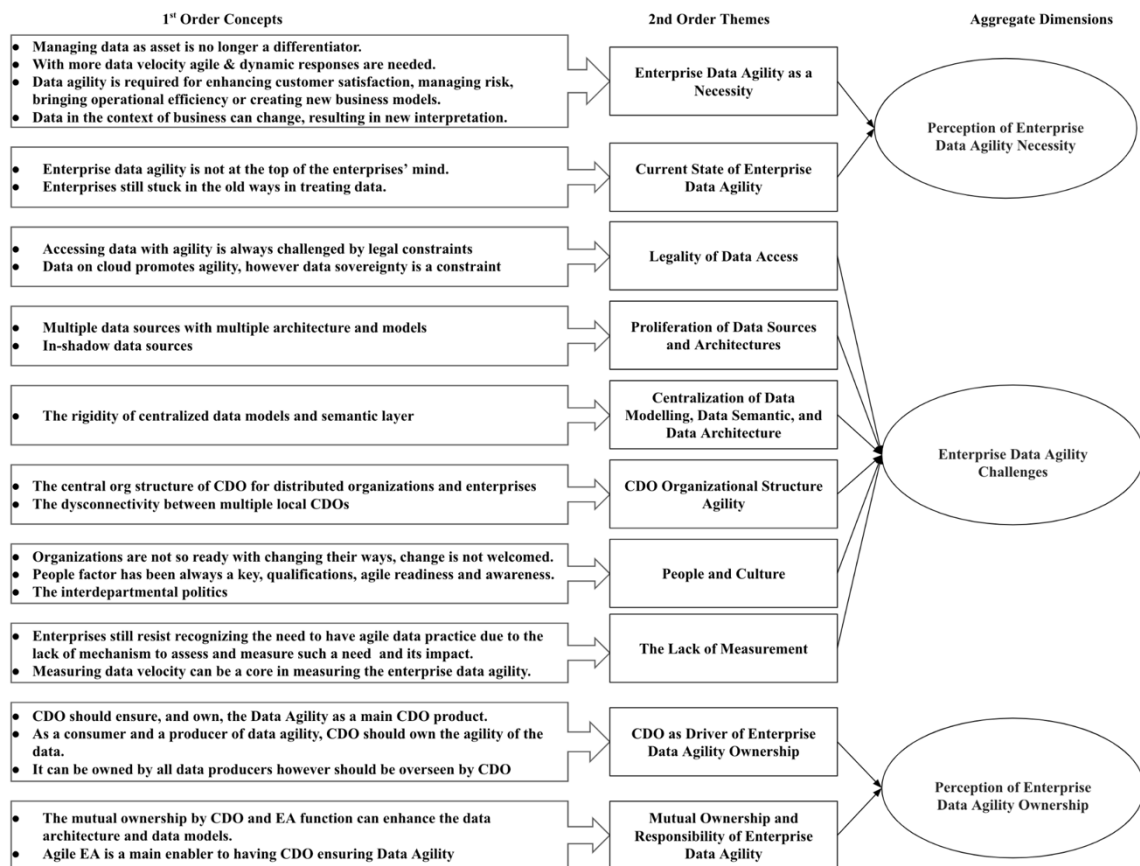 1st Order Concepts
2nd Order Themes
Aggregate Dimensions
● Managing data as asset is no longer a differentiator.
● With more data velocity agile & dynamic responses are needed.
● Data agility is required for enhancing customer satisfaction, managing risk,
bringing operational efficiency or creating new business models.
● Data in the context of business can change, resulting in new interpretation.
Enterprise Data Agility as a
Necessity
Perception of Enterprise
Data Agility Necessity
● Enterprise data agility is not at the top of the enterprises’ mind.
● Enterprises still stuck in the old ways in treating data.
Current State of Enterprise
Data Agility
● Accessing data with agility is always challenged by legal constraints
● Data on cloud promotes agility, however data sovereignty is a constraint
Legality of Data Access
● Multiple data sources with multiple architecture and models
● In-shadow data sources
Proliferation of Data Sources
and Architectures
● The rigidity of centralized data models and semantic layer
Centralization of Data
Modelling, Data Semantic, and
Data Architecture
Enterprise Data Agility
Challenges
● The central org structure of CDO for distributed organizations and enterprises
● The dysconnectivity between multiple local CDOs
CDO Organizational Structure
Agility
● Organizations are not so ready with changing their ways, change is not welcomed.
● People factor has been always a key, qualifications, agile readiness and awareness.
● The interdepartmental politics
People and Culture
● Enterprises still resist recognizing the need to have agile data practice due to the
lack of mechanism to assess and measure such a need and its impact.
● Measuring data velocity can be a core in measuring the enterprise data agility.
The Lack of Measurement
● CDO should ensure, and own, the Data Agility as a main CDO product.
● As a consumer and a producer of data agility, CDO should own the agility of the
data.
● It can be owned by all data producers however should be overseen by CDO
CDO as Driver of Enterprise
Data Agility Ownership
Perception of Enterprise
Data Agility Ownership
● The mutual ownership by CDO and EA function can enhance the data
architecture and data models.
● Agile EA is a main enabler to having CDO ensuring Data Agility
Mutual Ownership and
Responsibility of Enterprise
Data Agility